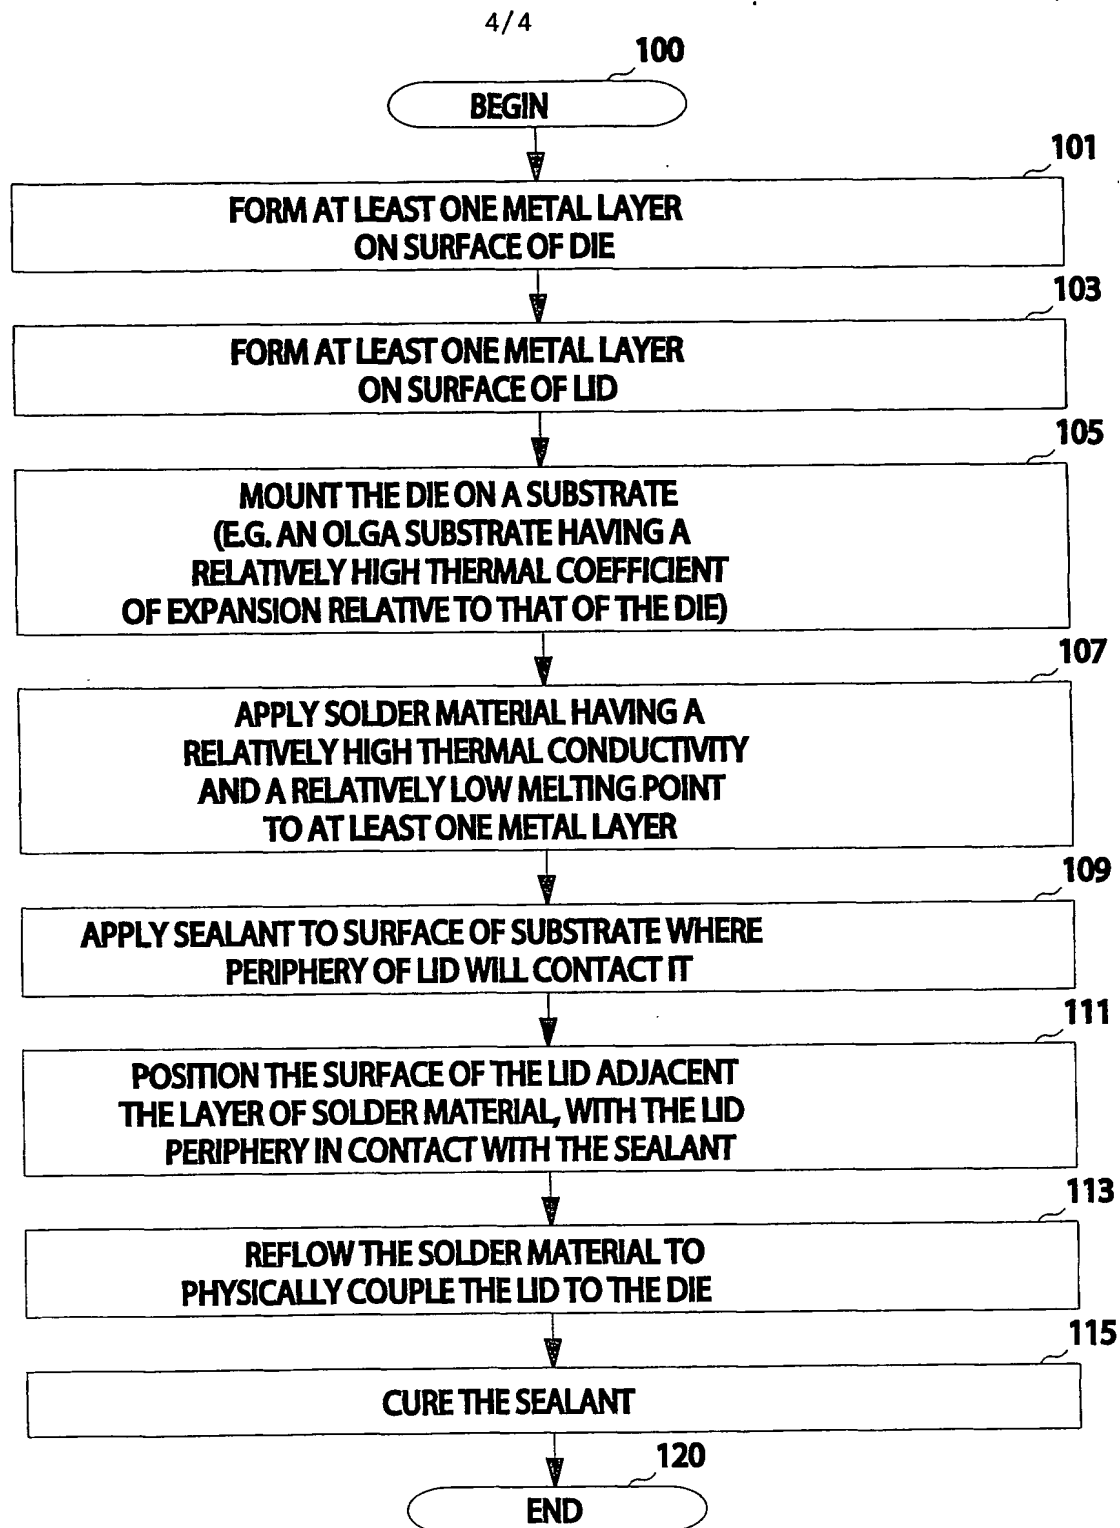 4/4
100
BEGIN
101
FORM AT LEAST ONE METAL LAYER
ON SURFACE OF DIE
103
FORM AT LEAST ONE METAL LAYER
ON SURFACE OF LID
105
MOUNT THE DIE ON A SUBSTRATE
(E.G. AN OLGA SUBSTRATE HAVING A
RELATIVELY HIGH THERMAL COEFFICIENT
OF EXPANSION RELATIVE TO THAT OF THE DIE)
107
APPLY SOLDER MATERIAL HAVING A
RELATIVELY HIGH THERMAL CONDUCTIVITY
AND A RELATIVELY LOW MELTING POINT
TO AT LEAST ONE METAL LAYER
109
APPLY SEALANT TO SURFACE OF SUBSTRATE WHERE
PERIPHERY OF LID WILL CONTACT IT
111
POSITION THE SURFACE OF THE LID ADJACENT
THE LAYER OF SOLDER MATERIAL, WITH THE LID
PERIPHERY IN CONTACT WITH THE SEALANT
113
REFLOW THE SOLDER MATERIAL TO
PHYSICALLY COUPLE THE LID TO THE DIE
115
CURE THE SEALANT
120
END